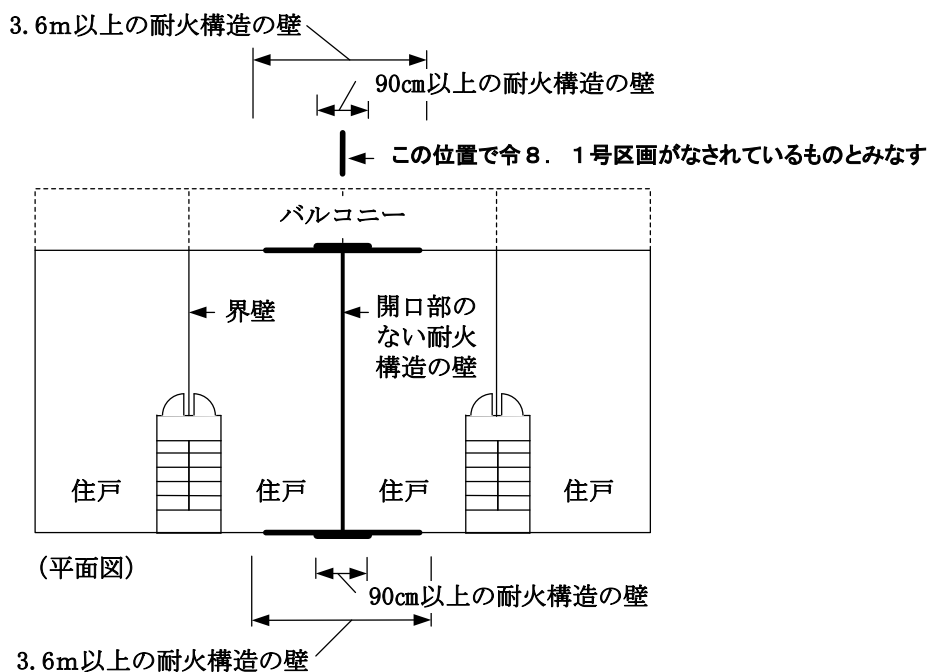 3.6m以上の耐火構造の壁
90cm以上の耐火構造の壁
この位置で令8．1号区画がなされているものとみなす
バルコニー
界壁
開口部の
ない耐火
構造の壁
住戸
住戸
住戸
住戸
(平面図)
90cm以上の耐火構造の壁
3.6m以上の耐火構造の壁